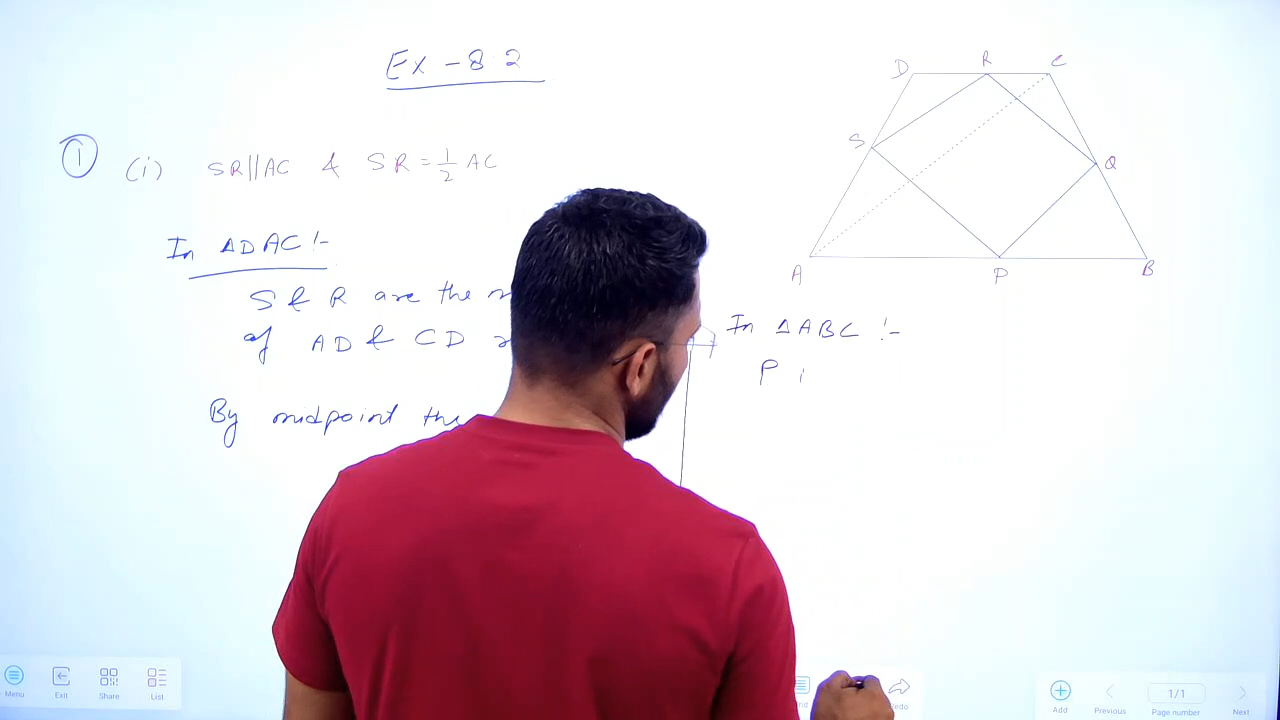 Ex - 8.2
① (i) SR||AC & SR = 1/2 AC
In ΔDAC :-
S & R are the
of AD & CD
By midpoint the
D R C
S
Q
A P B
In ΔABC :-
P
Menu Exit Share List
Add Previous 1/1 Page number Next